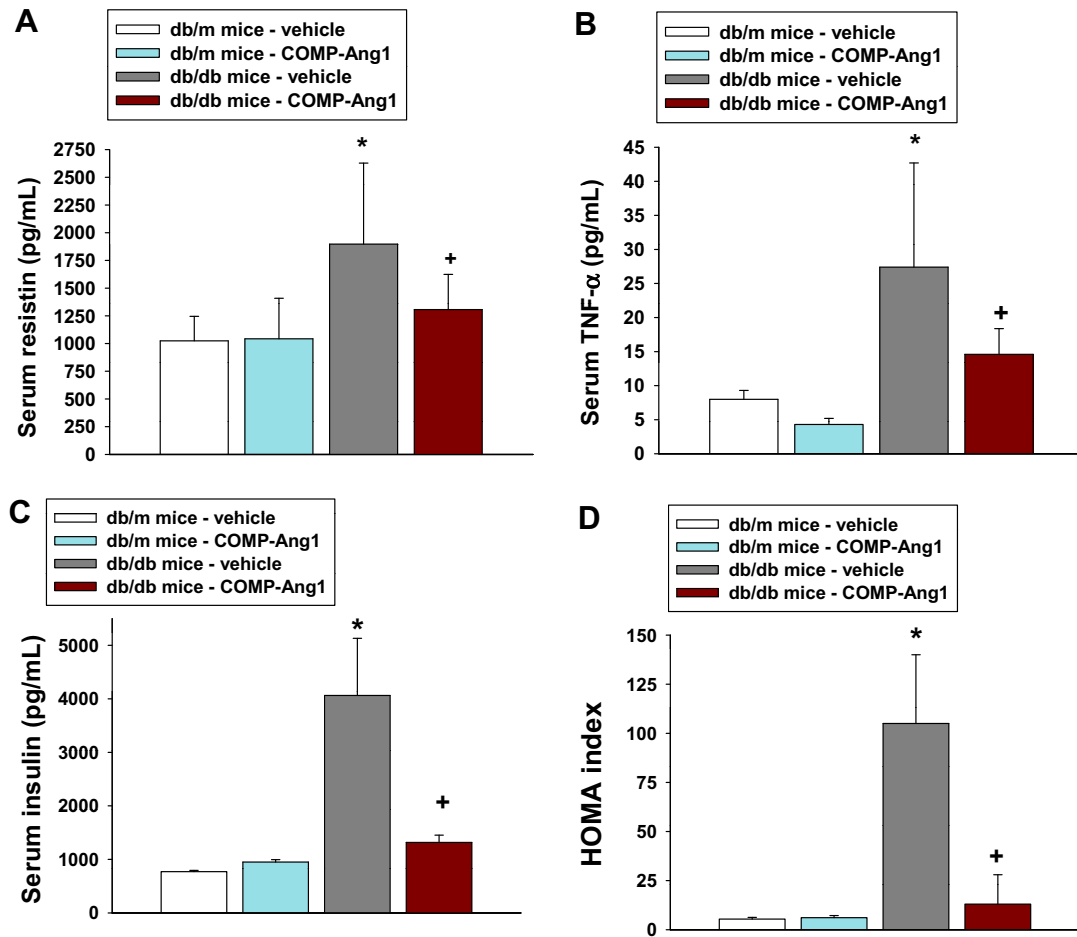 A
db/m mice - vehicle
db/m mice - COMP-Ang1
db/db mice - vehicle
db/db mice - COMP-Ang1
Serum resistin (pg/mL)
2750
2500
2250
2000
1750
1500
1250
1000
750
500
250
0
*
+
B
db/m mice - vehicle
db/m mice - COMP-Ang1
db/db mice - vehicle
db/db mice - COMP-Ang1
Serum TNF-α (pg/mL)
45
40
35
30
25
20
15
10
5
0
*
+
C
db/m mice - vehicle
db/m mice - COMP-Ang1
db/db mice - vehicle
db/db mice - COMP-Ang1
Serum insulin (pg/mL)
5000
4000
3000
2000
1000
0
*
+
D
db/m mice - vehicle
db/m mice - COMP-Ang1
db/db mice - vehicle
db/db mice - COMP-Ang1
HOMA index
150
125
100
75
50
25
0
*
+